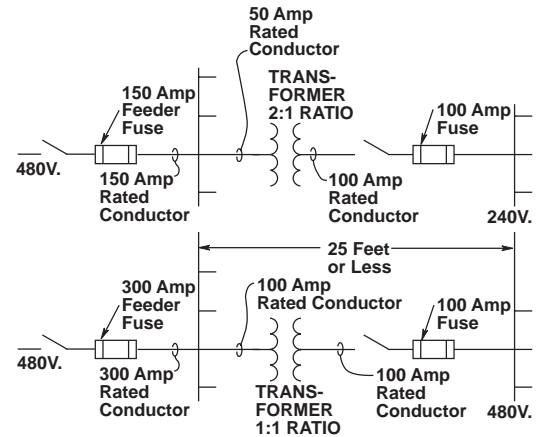 50 Amp
Rated
Conductor
150 Amp
Feeder
Fuse
TRANS-
FORMER
2:1 RATIO
100 Amp
Fuse
480V.
150 Amp
Rated
Conductor
100 Amp
Rated
Conductor
240V.
25 Feet
or Less
300 Amp
Feeder
Fuse
100 Amp
Rated Conductor
100 Amp
Fuse
480V.
300 Amp
Rated
Conductor
TRANS-
FORMER
1:1 RATIO
100 Amp
Rated
Conductor
480V.